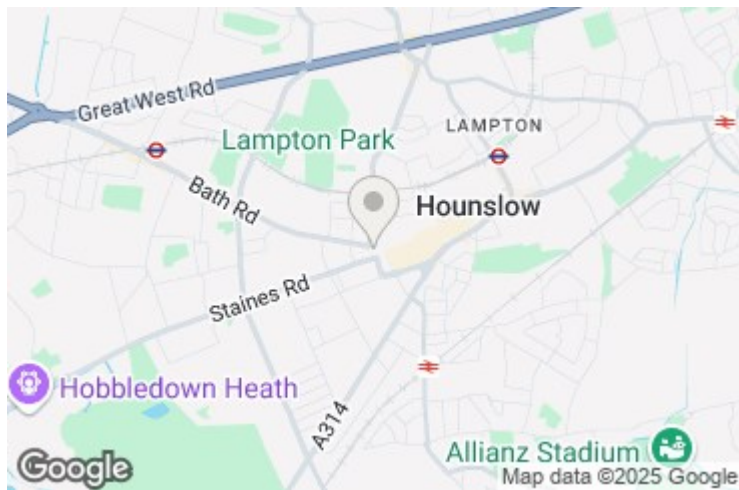 Great West Rd
Lampton Park
LAMPTON
Bath Rd
Hounslow
Staines Rd
Hobbledown Heath
A314
Allianz Stadium
Google
Map data ©2025 Google